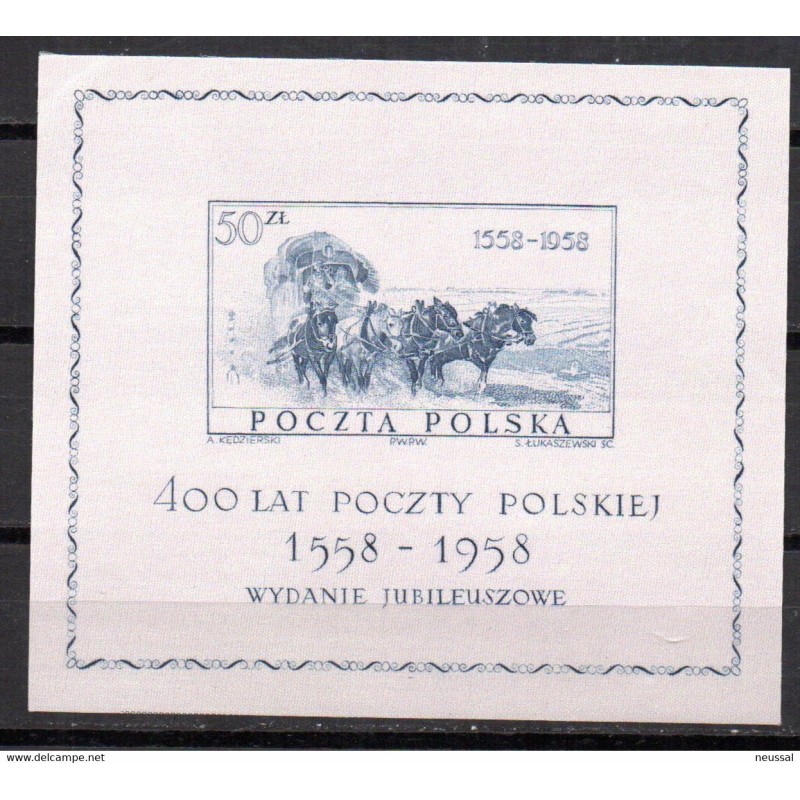 50 ZŁ
1558-1958
POCZTA POLSKA
A. KĘDZIERSKI P.W.P.W. S. ŁUKASZEWSKI SC.
400 LAT POCZTY POLSKIEJ
1558 - 1958
WYDANIE JUBILEUSZOWE
https://www.delcampe.net
neussal